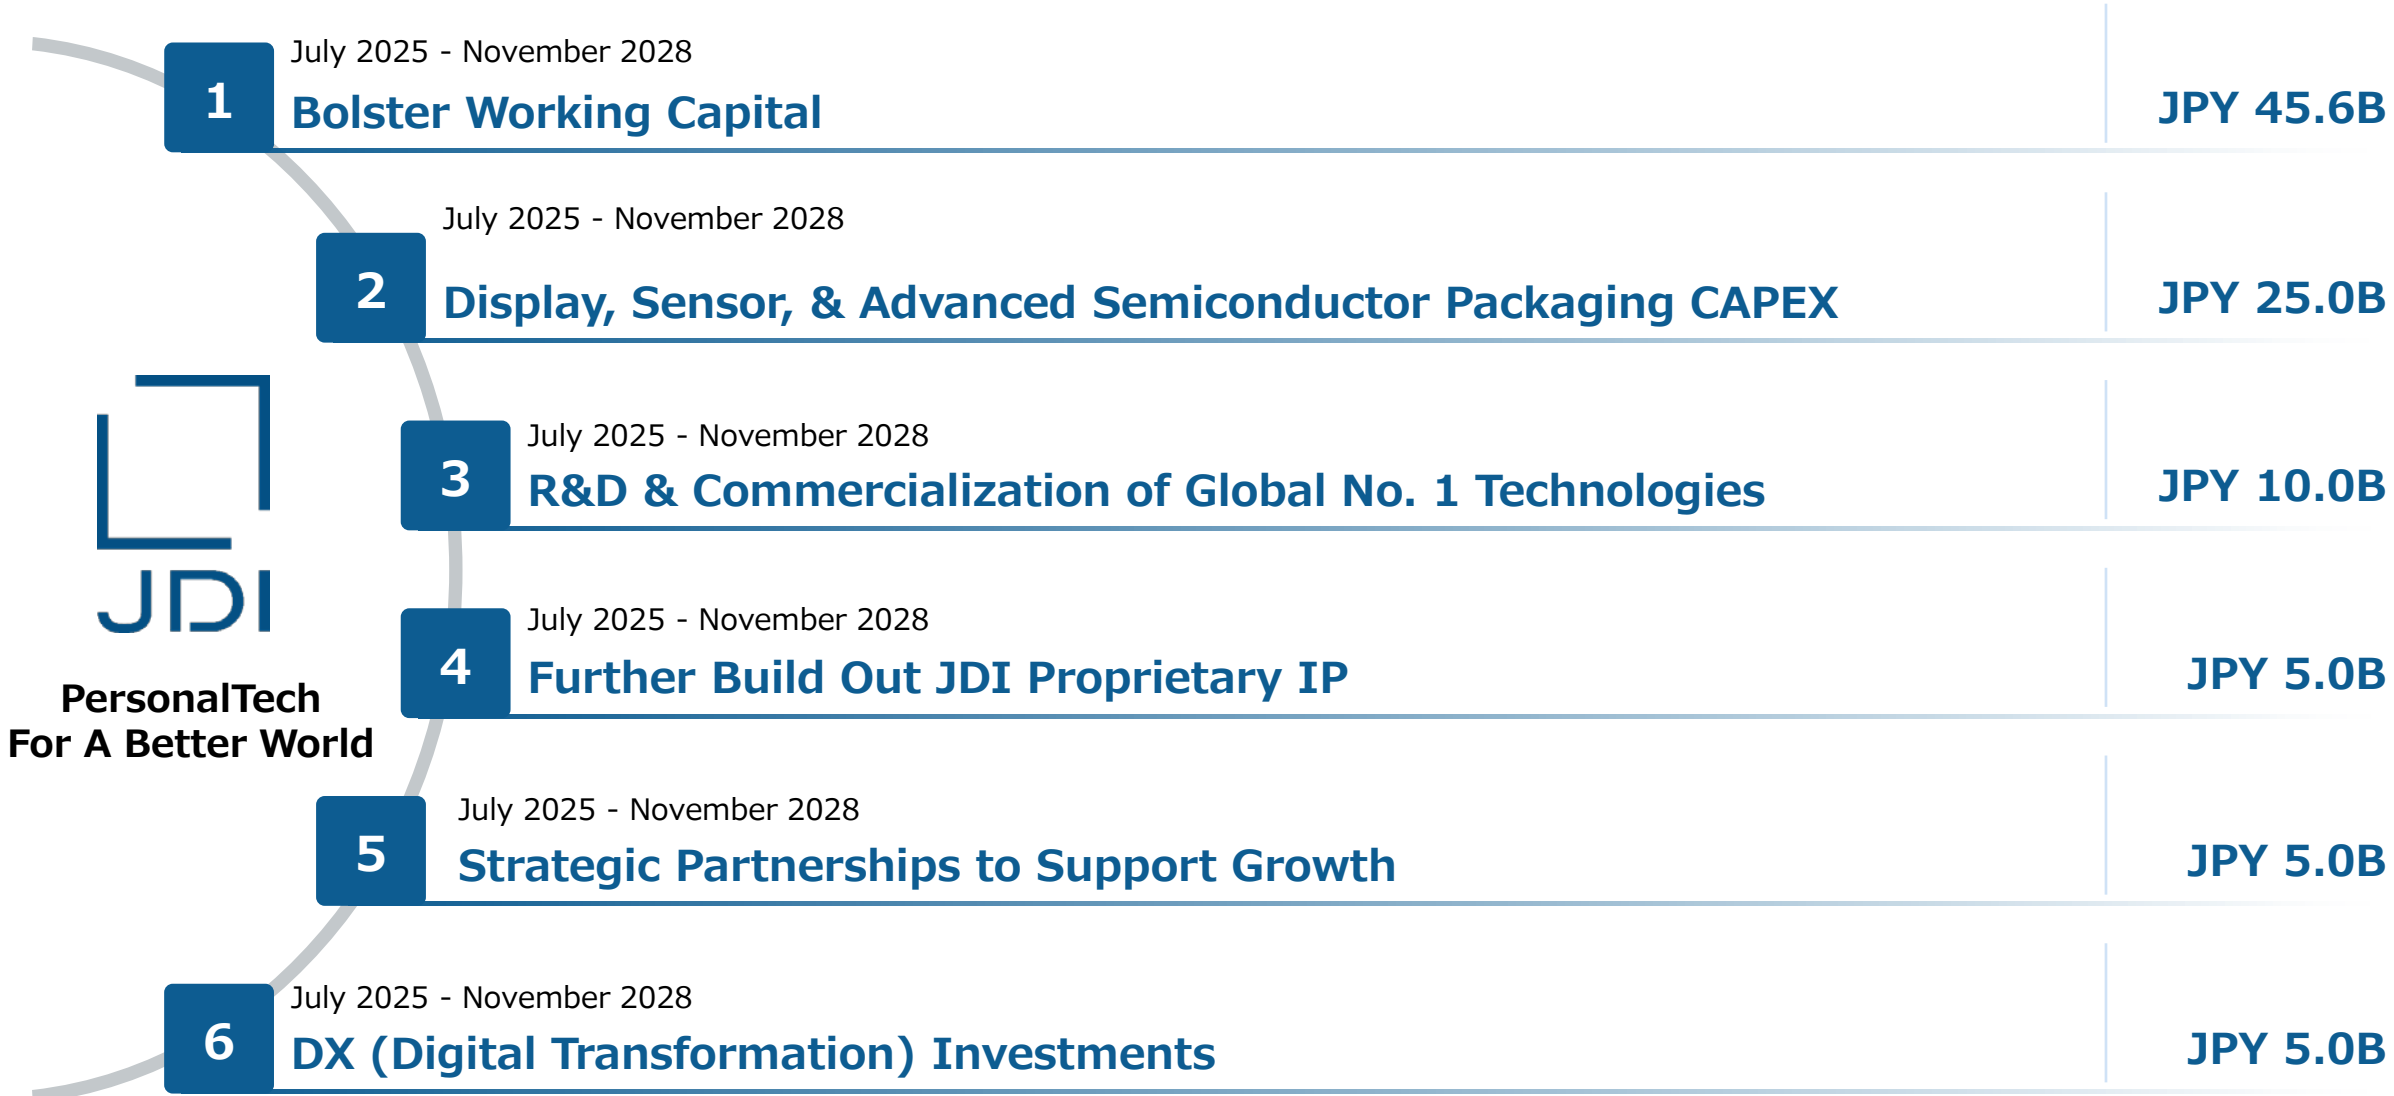 1
July 2025 - November 2028
Bolster Working Capital
JPY 45.6B
2
July 2025 - November 2028
Display, Sensor, & Advanced Semiconductor Packaging CAPEX
JPY 25.0B
3
July 2025 - November 2028
R&D & Commercialization of Global No. 1 Technologies
JPY 10.0B
JDI
PersonalTech
For A Better World
4
July 2025 - November 2028
Further Build Out JDI Proprietary IP
JPY 5.0B
5
July 2025 - November 2028
Strategic Partnerships to Support Growth
JPY 5.0B
6
July 2025 - November 2028
DX (Digital Transformation) Investments
JPY 5.0B